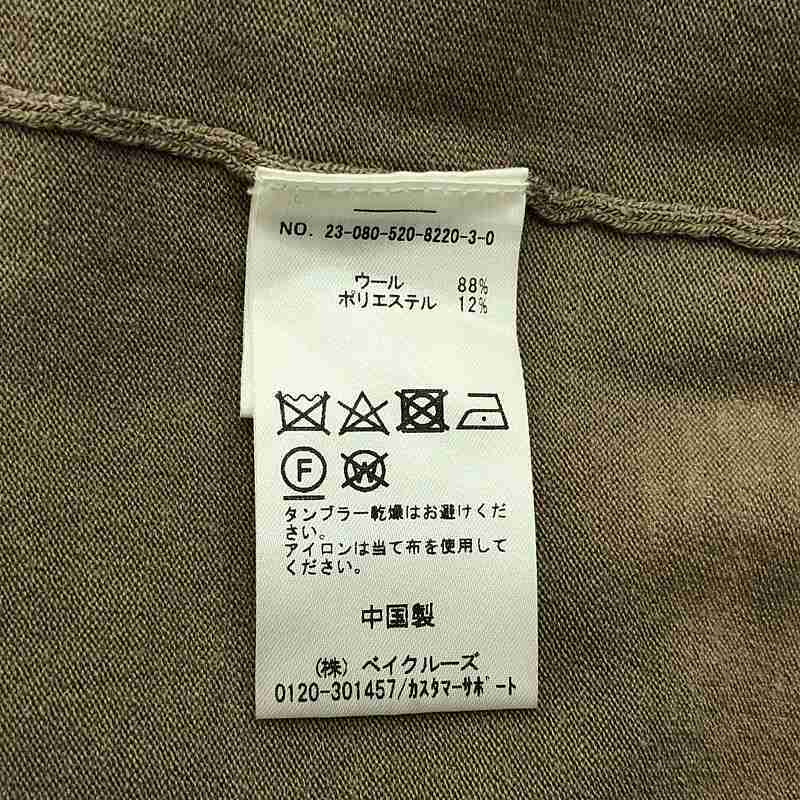 NO. 23-080-520-8220-3-0
ウール 88%
ポリエステル 12%
F W
タンブラー乾燥はお避けくだ
さい。
アイロンは当て布を使用して
ください。
中国製
(株) ベイクルーズ
0120-301457/ｶｽﾀﾏｰｻﾎﾟｰﾄ